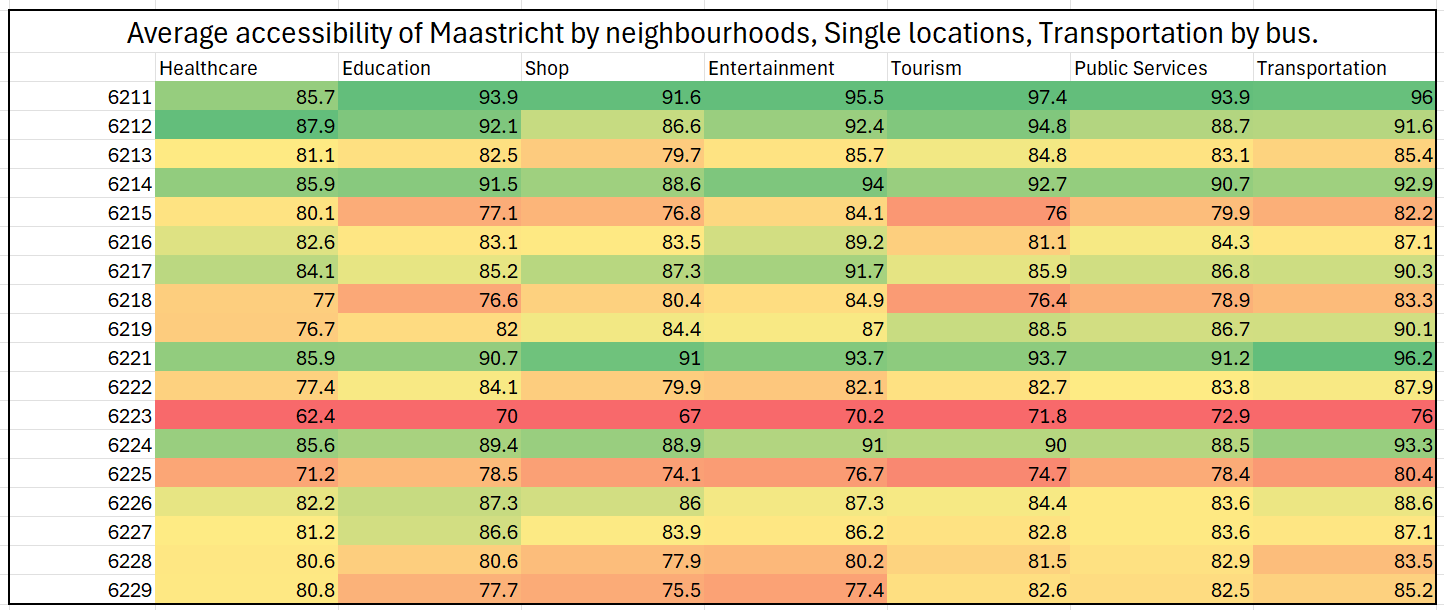 Average accessibility of Maastricht by neighbourhoods, Single locations, Transportation by bus.
Healthcare Education Shop Entertainment Tourism Public Services Transportation
6211 85.7 93.9 91.6 95.5 97.4 93.9 96
6212 87.9 92.1 86.6 92.4 94.8 88.7 91.6
6213 81.1 82.5 79.7 85.7 84.8 83.1 85.4
6214 85.9 91.5 88.6 94 92.7 90.7 92.9
6215 80.1 77.1 76.8 84.1 76 79.9 82.2
6216 82.6 83.1 83.5 89.2 81.1 84.3 87.1
6217 84.1 85.2 87.3 91.7 85.9 86.8 90.3
6218 77 76.6 80.4 84.9 76.4 78.9 83.3
6219 76.7 82 84.4 87 88.5 86.7 90.1
6221 85.9 90.7 91 93.7 93.7 91.2 96.2
6222 77.4 84.1 79.9 82.1 82.7 83.8 87.9
6223 62.4 70 67 70.2 71.8 72.9 76
6224 85.6 89.4 88.9 91 90 88.5 93.3
6225 71.2 78.5 74.1 76.7 74.7 78.4 80.4
6226 82.2 87.3 86 87.3 84.4 83.6 88.6
6227 81.2 86.6 83.9 86.2 82.8 83.6 87.1
6228 80.6 80.6 77.9 80.2 81.5 82.9 83.5
6229 80.8 77.7 75.5 77.4 82.6 82.5 85.2